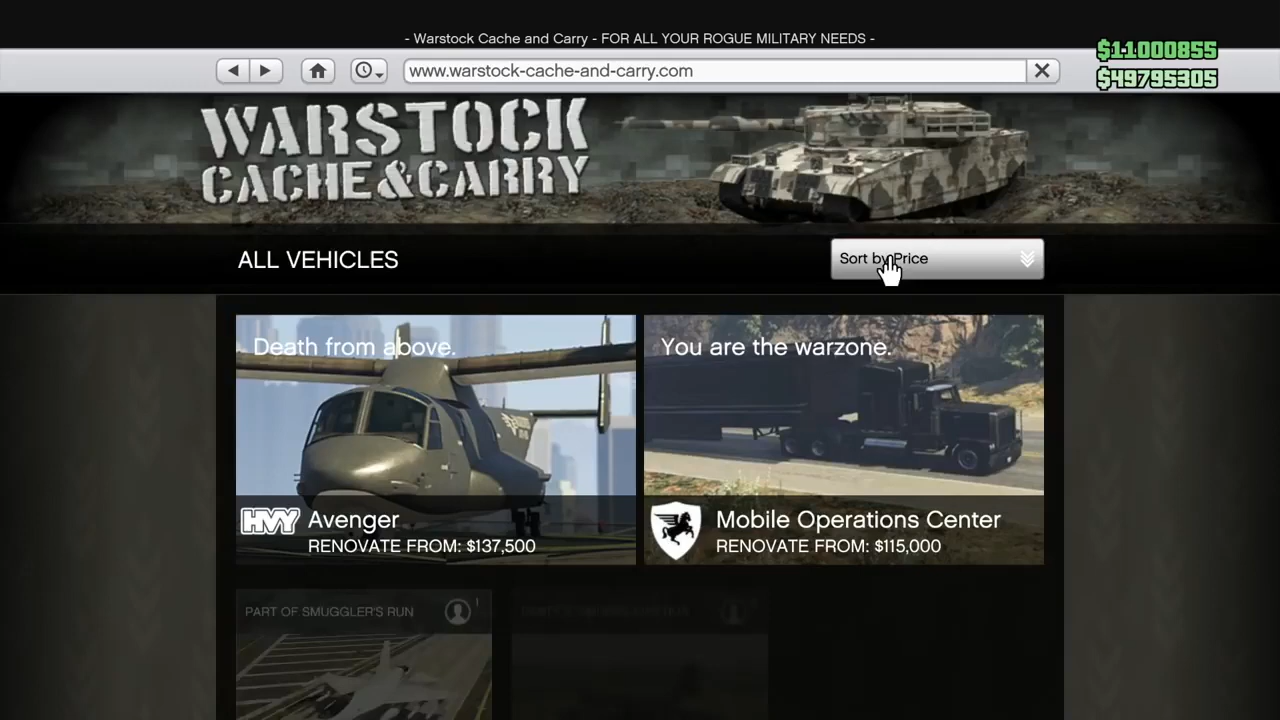 - Warstock Cache and Carry - FOR ALL YOUR ROGUE MILITARY NEEDS -
$11000855
www.warstock-cache-and-carry.com
$49795305
WARSTOCK
CACHE&CARRY
ALL VEHICLES
Sort by Price
Death from above.
You are the warzone.
HVY
Avenger
RENOVATE FROM: $137,500
Mobile Operations Center
RENOVATE FROM: $115,000
PART OF SMUGGLER'S RUN
1